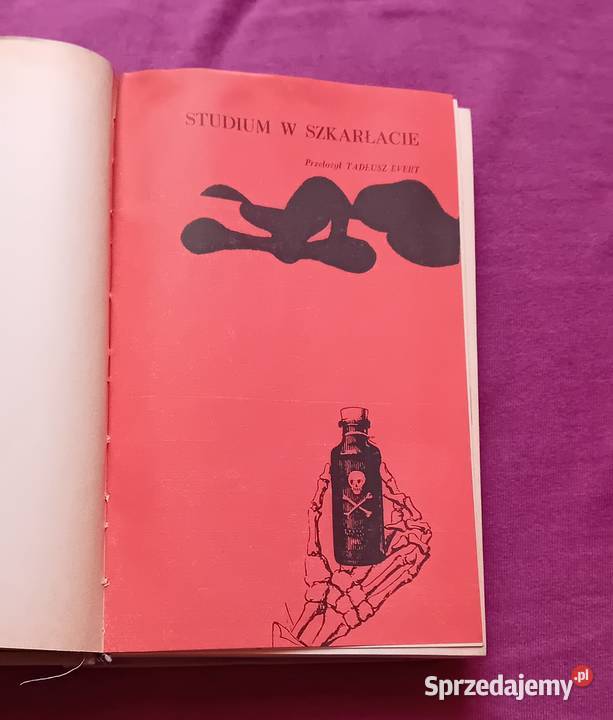 STUDIUM W SZKARŁACIE
Przełożył TADEUSZ EVERT
Sprzedajemy.pl